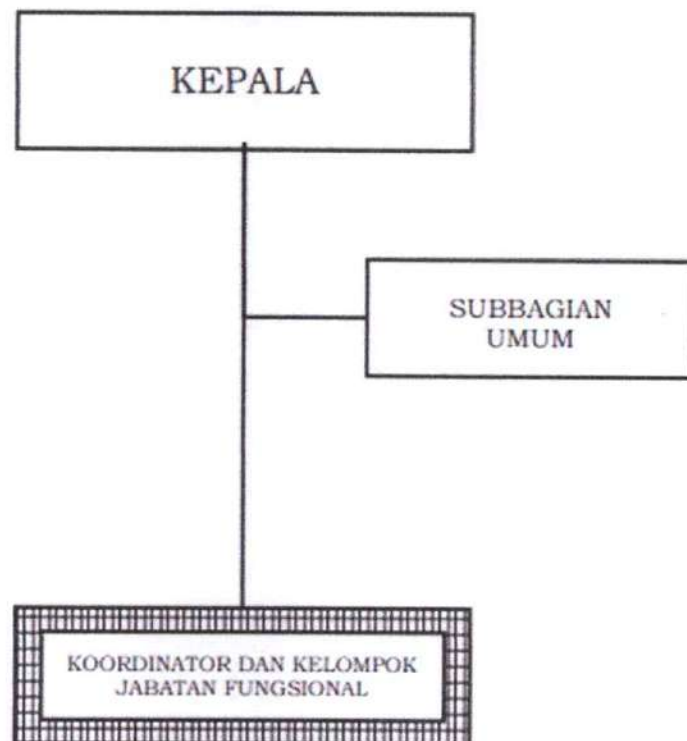 KEPALA
SUBBAGIAN
UMUM
KOORDINATOR DAN KELOMPOK
JABATAN FUNGSIONAL